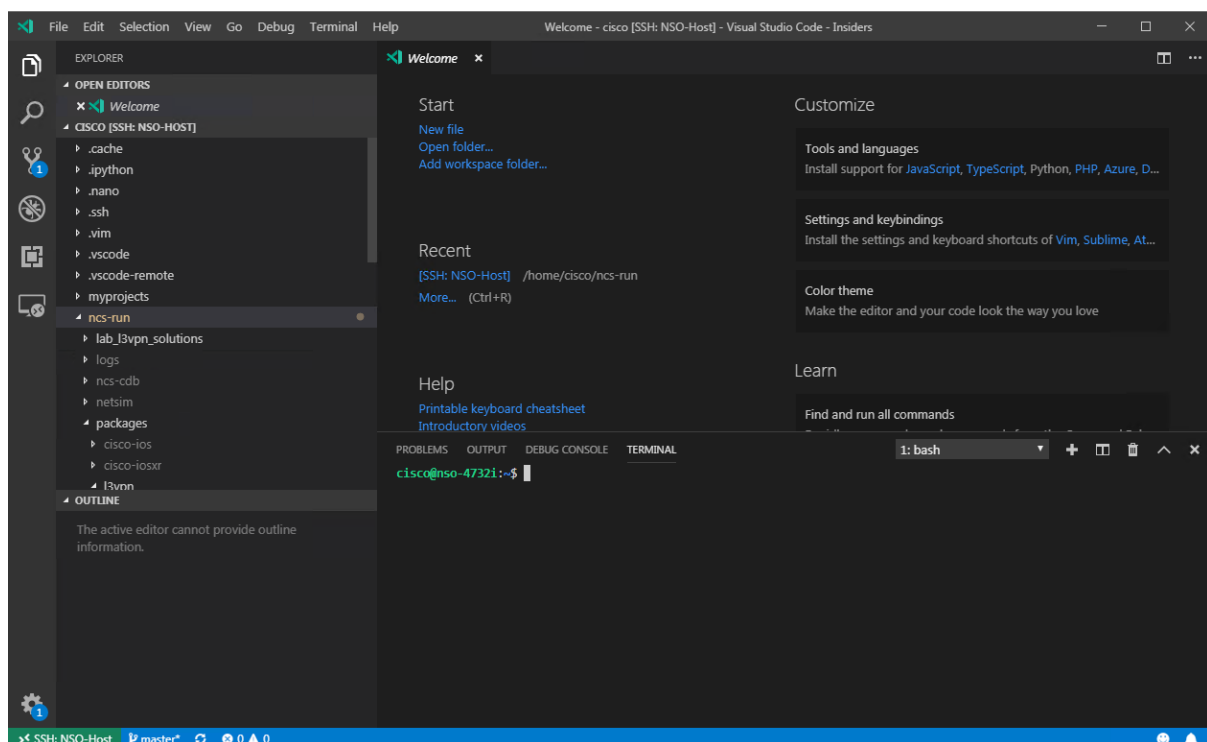 File Edit Selection View Go Debug Terminal Help
Welcome - cisco [SSH: NSO-Host] - Visual Studio Code - Insiders
EXPLORER
OPEN EDITORS
Welcome
CISCO [SSH: NSO-HOST]
.cache
.ipython
.nano
.ssh
.vim
.vscode
.vscode-remote
myprojects
ncs-run
lab_l3vpn_solutions
logs
ncs-cdb
netsim
packages
cisco-ios
cisco-iosxr
l3vpn
OUTLINE
The active editor cannot provide outline
information.
1
1
Welcome
Start
New file
Open folder...
Add workspace folder...
Recent
[SSH: NSO-Host] /home/cisco/ncs-run
More... (Ctrl+R)
Help
Printable keyboard cheatsheet
Introductory videos
Customize
Tools and languages
Install support for JavaScript, TypeScript, Python, PHP, Azure, D...
Settings and keybindings
Install the settings and keyboard shortcuts of Vim, Sublime, At...
Color theme
Make the editor and your code look the way you love
Learn
Find and run all commands
PROBLEMS OUTPUT DEBUG CONSOLE TERMINAL
1: bash
cisco@nso-4732i:~$
SSH: NSO-Host master* 0 0